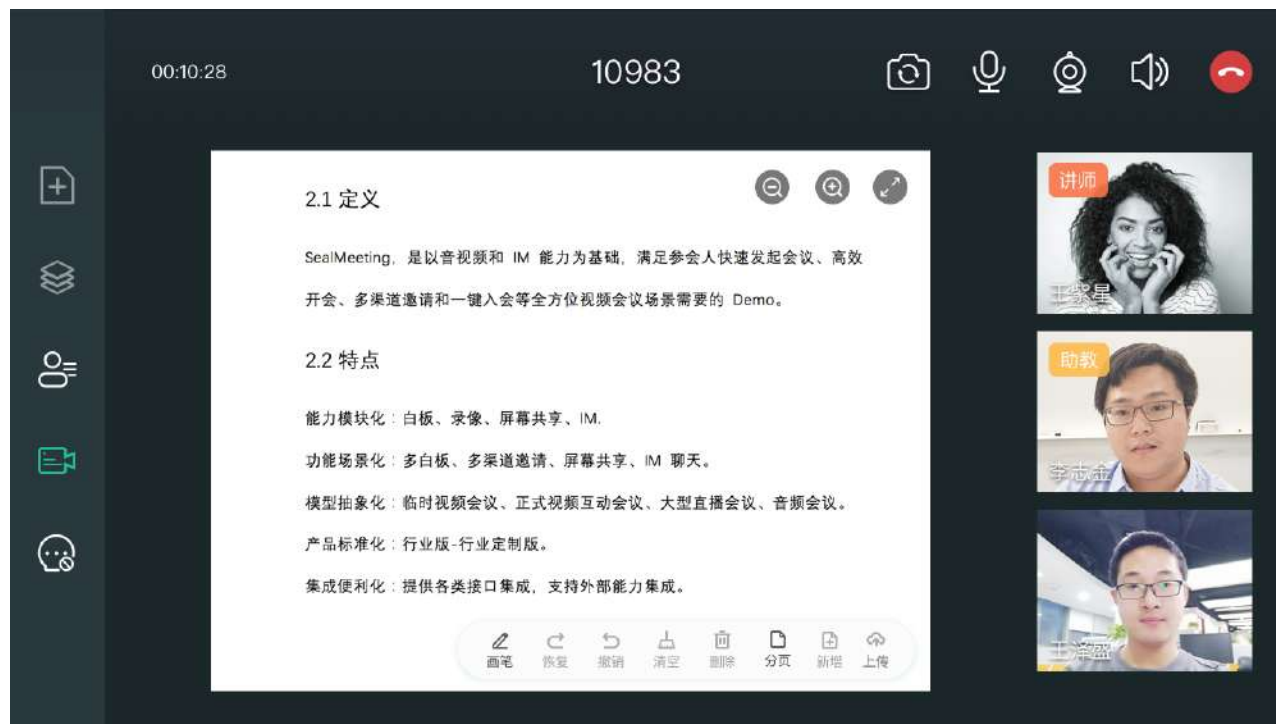 00:10:28
10983
2.1 定义
SealMeeting, 是以音视频和 IM 能力为基础, 满足参会人快速发起会议、高效
开会、多渠道邀请和一键入会等全方位视频会议场景需要的 Demo。
2.2 特点
能力模块化：白板、录像、屏幕共享、IM.
功能场景化：多白板、多渠道邀请、屏幕共享、IM 聊天。
模型抽象化：临时视频会议、正式视频互动会议、大型直播会议、音频会议。
产品标准化：行业版-行业定制版。
集成便利化：提供各类接口集成, 支持外部能力集成。
画笔 恢复 撤销 清空 删除 分页 新增 上传
讲师
王紫星
助教
李志金
王泽盛